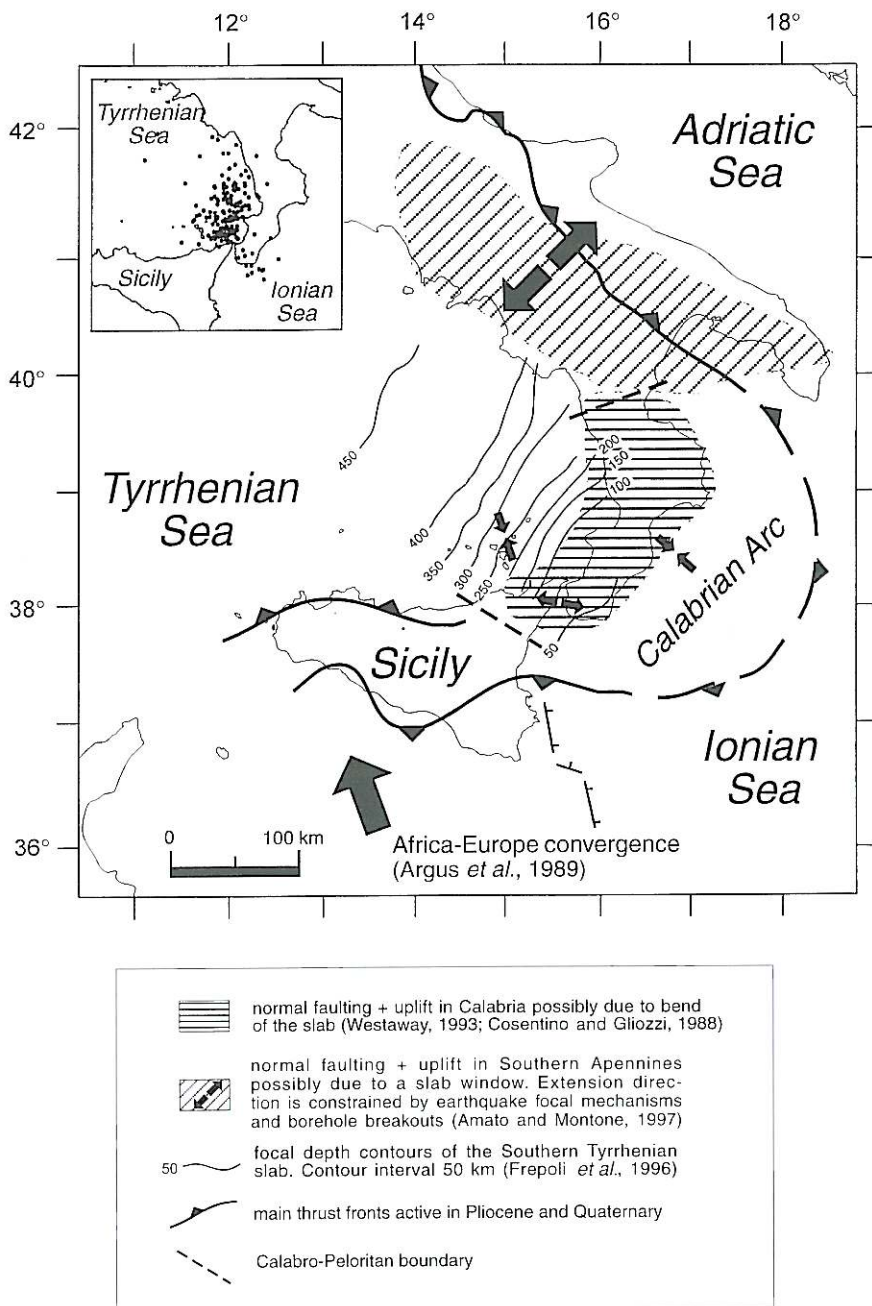 12°
14°
16°
18°
42°
40°
38°
36°
Tyrrhenian
Sea
Sicily
Ionian
Sea
Adriatic
Sea
Tyrrhenian
Sea
450
400
350
300
250
200
150
100
50
Calabrian Arc
Sicily
Ionian
Sea
0 100 km
Africa-Europe convergence
(Argus et al., 1989)
normal faulting + uplift in Calabria possibly due to bend
of the slab (Westaway, 1993; Cosentino and Gliozzi, 1988)
normal faulting + uplift in Southern Apennines
possibly due to a slab window. Extension direc-
tion is constrained by earthquake focal mechanisms
and borehole breakouts (Amato and Montone, 1997)
50 focal depth contours of the Southern Tyrrhenian
slab. Contour interval 50 km (Frepoli et al., 1996)
main thrust fronts active in Pliocene and Quaternary
Calabro-Peloritan boundary